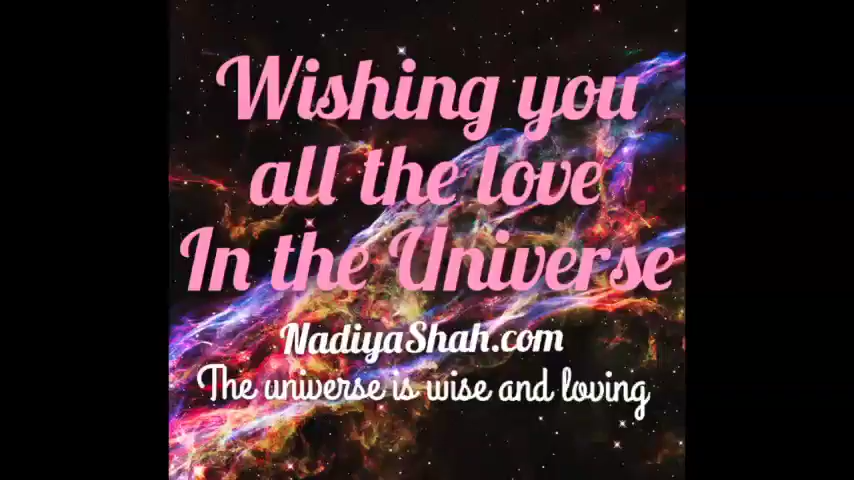 Wishing you
all the love
In the Universe
NadiyaShah.com
The universe is wise and loving